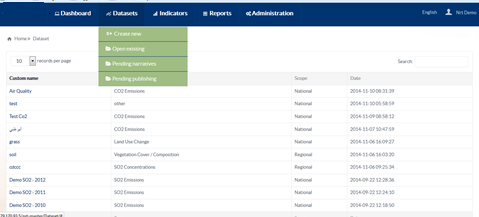 Dashboard Datasets Indicators Reports Administration English Nrt Demo
Create new
Open existing
Pending narratives
Pending publishing
Home » Dataset
10 records per page Search:
Custom name Scope Date
Air Quality CO2 Emissions National 2014-11-10 08:31:39
test other National 2014-11-10 05:58:59
Test Co2 CO2 Emissions National 2014-11-09 08:58:12
CO2 Emissions National 2014-11-07 10:47:59
grass Land Use Change National 2014-11-06 16:09:27
soil Vegetation Cover / Composition Regional 2014-11-06 16:03:20
cdccc SO2 Concentrations Regional 2014-11-06 09:25:34
Demo SO2 - 2012 SO2 Emissions National 2014-09-22 12:28:36
Demo SO2 - 2011 SO2 Emissions National 2014-09-22 12:24:10
Demo SO2 - 2010 SO2 Emissions National 2014-09-22 12:18:50